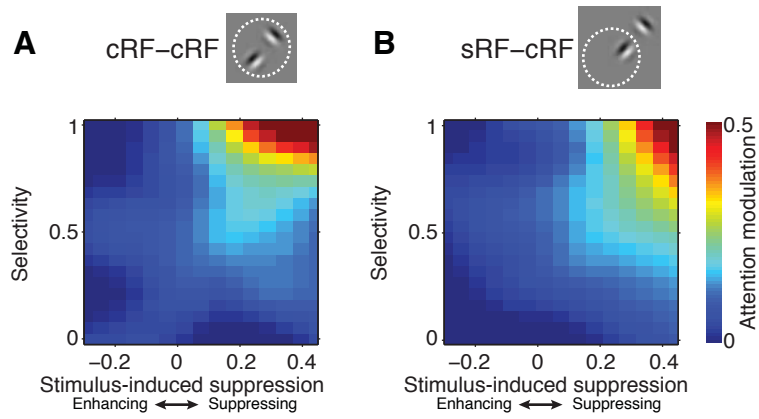 A
cRF–cRF
1
0.5
0
Selectivity
−0.2
0
0.2
0.4
Stimulus-induced suppression
Enhancing ↔ Suppressing
B
sRF–cRF
1
0.5
0
Selectivity
−0.2
0
0.2
0.4
Stimulus-induced suppression
Enhancing ↔ Suppressing
0.5
0
Attention modulation